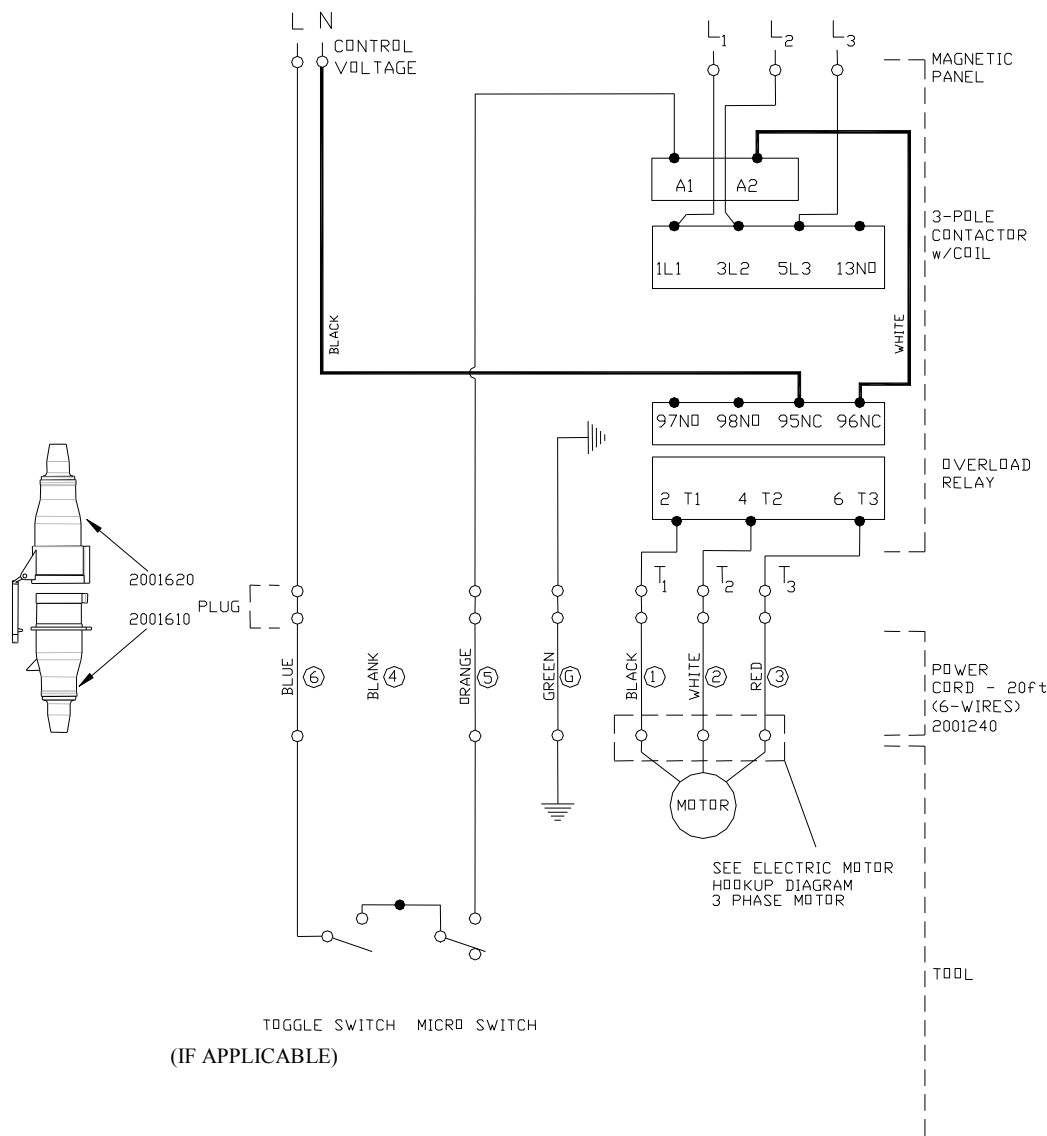 L N
CONTROL
VOLTAGE
L1 L2 L3
MAGNETIC
PANEL
A1 A2
3-POLE
CONTACTOR
w/COIL
1L1 3L2 5L3 13NO
BLACK
WHITE
97NO 98NO 95NC 96NC
OVERLOAD
RELAY
2 T1 4 T2 6 T3
2001620
PLUG
2001610
T1 T2 T3
BLUE 6
BLANK 4
ORANGE 5
GREEN G
BLACK 1
WHITE 2
RED 3
POWER
CORD - 20ft
(6-WIRES)
2001240
MOTOR
SEE ELECTRIC MOTOR
HOOKUP DIAGRAM
3 PHASE MOTOR
TOOL
TOGGLE SWITCH MICRO SWITCH
(IF APPLICABLE)